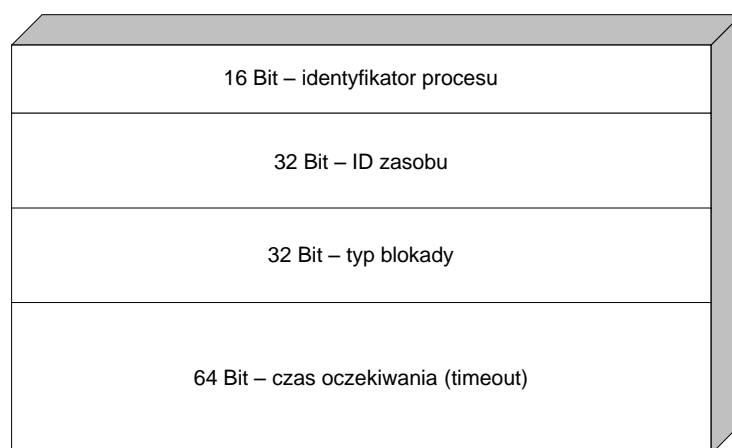 16 Bit – identyfikator procesu
32 Bit – ID zasobu
32 Bit – typ blokady
64 Bit – czas oczekiwania (timeout)